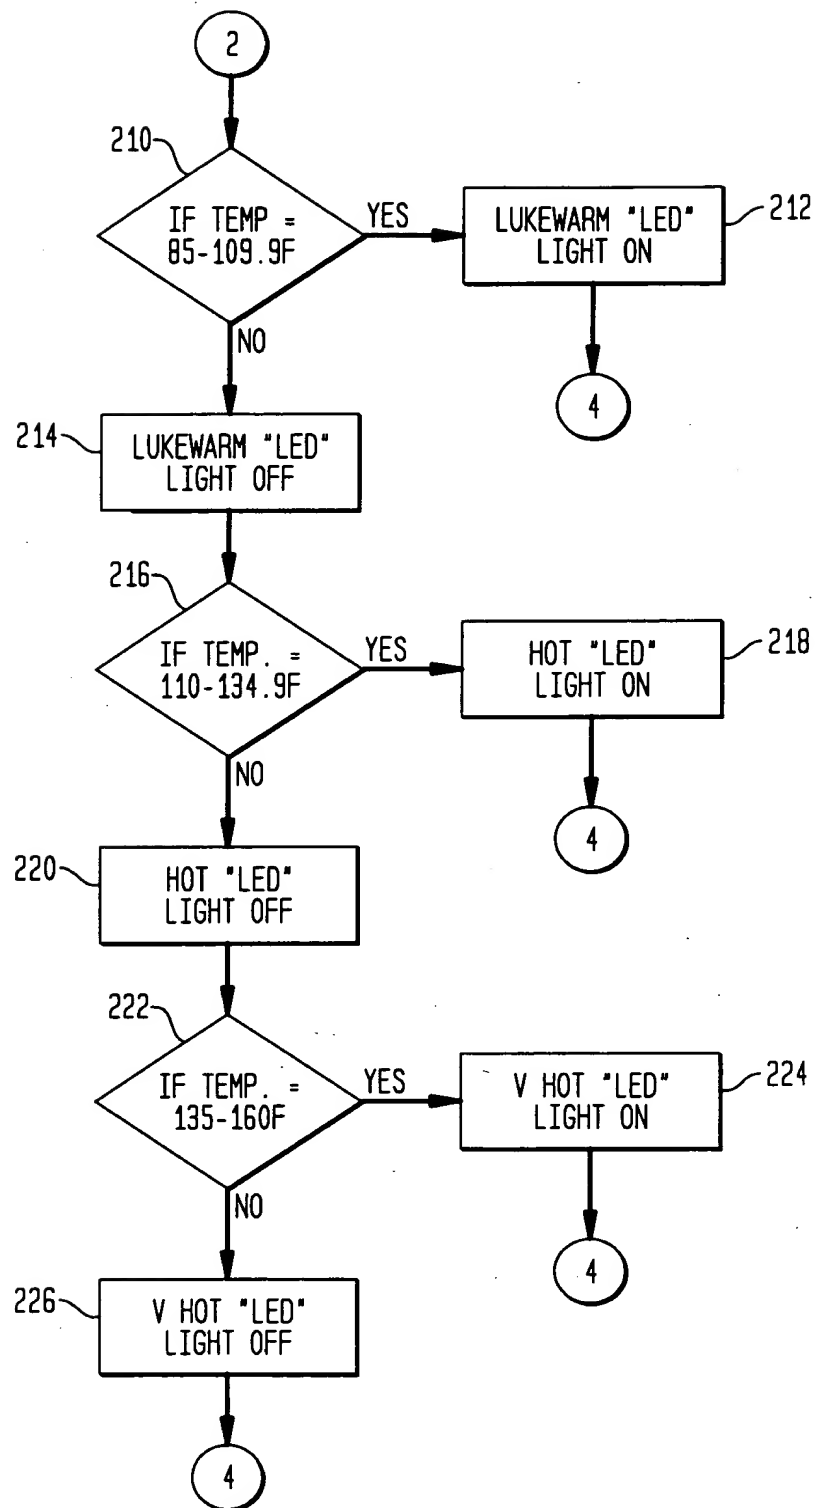 2
210
IF TEMP =
85-109.9F
YES
LUKEWARM "LED"
LIGHT ON
212
NO
4
214
LUKEWARM "LED"
LIGHT OFF
216
IF TEMP. =
110-134.9F
YES
HOT "LED"
LIGHT ON
218
NO
4
220
HOT "LED"
LIGHT OFF
222
IF TEMP. =
135-160F
YES
V HOT "LED"
LIGHT ON
224
NO
4
226
V HOT "LED"
LIGHT OFF
4